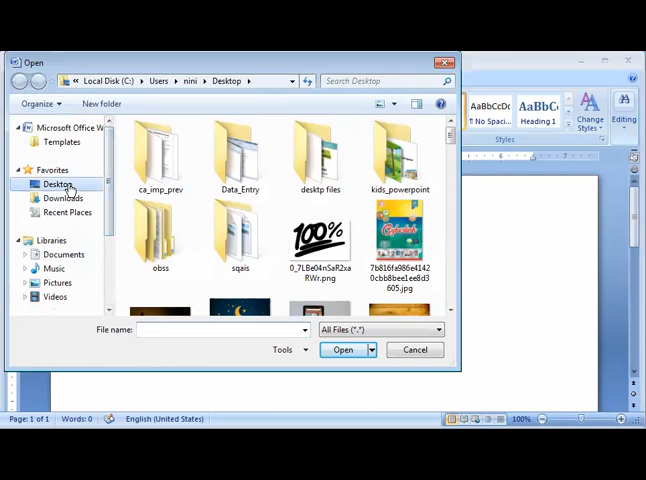 Open
Local Disk (C:) Users nini Desktop
Search Desktop
Organize
New folder
Microsoft Office W
Templates
Favorites
Desktop
Downloads
Recent Places
Libraries
Documents
Music
Pictures
Videos
ca_imp_prev
Data_Entry
desktp files
kids_powerpoint
obss
sqais
100%
0_7LBe04nSaR2xa
RWr.png
Cyberlink
7b816fa986e4142
0cbb8bee1ee8d3
605.jpg
File name:
All Files (*.*)
Tools
Open
Cancel
AaBbCcDc
AaBbC
¶ No Spaci...
Heading 1
Change
Styles
Editing
Styles
Page: 1 of 1
Words: 0
English (United States)
100%